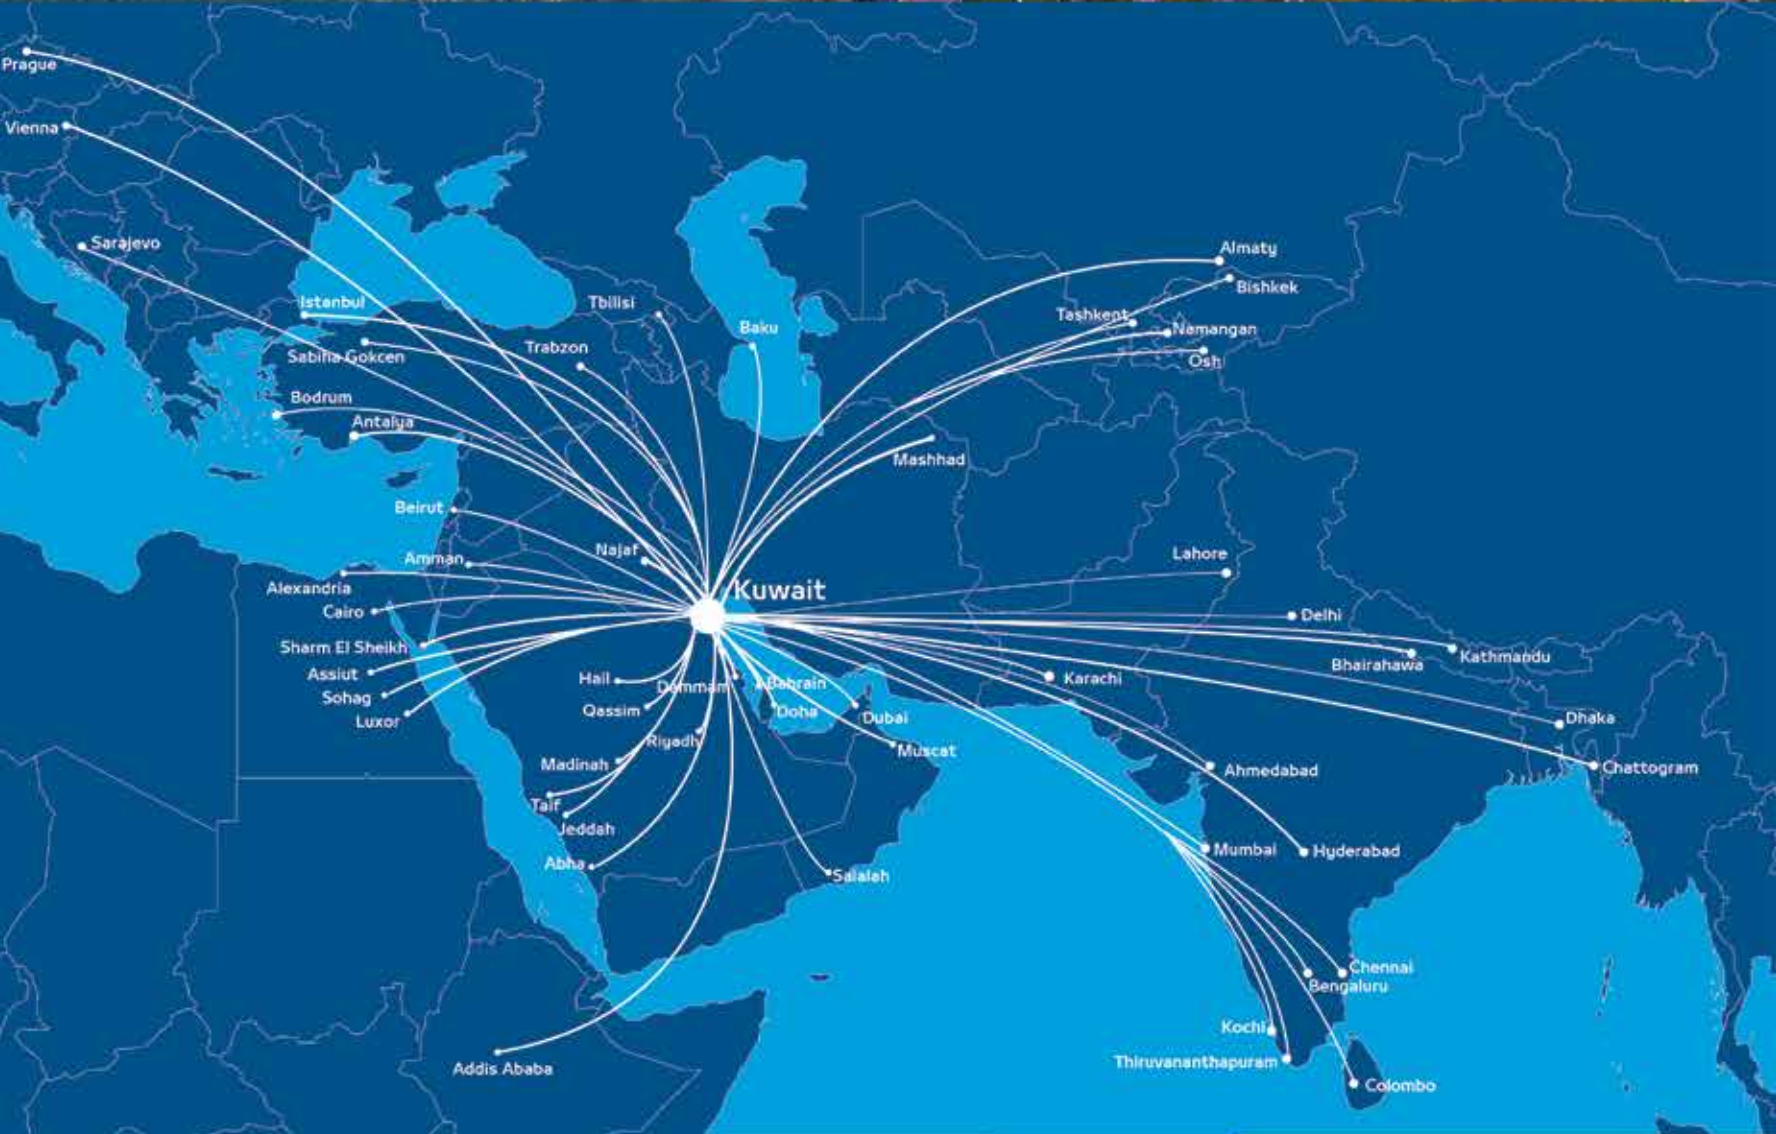 Prague
Vienna
Sarajevo
Almaty
Bishkek
Istanbul
Tbilisi
Tashkent
Baku
Namangan
Trabzon
Sabiha Gokcen
Osh
Bodrum
Antalya
Mashhad
Beirut
Najaf
Lahore
Amman
Alexandria
Kuwait
Cairo
Delhi
Sharm El Sheikh
Kathmandu
Bhairahawa
Assiut
Hail
Dammam
Bahrain
Karachi
Sohag
Qassim
Doha
Dubai
Dhaka
Luxor
Riyadh
Muscat
Madinah
Chattogram
Ahmedabad
Taif
Jeddah
Mumbai
Hyderabad
Abha
Salalah
Chennai
Bengaluru
Kochi
Thiruvananthapuram
Addis Ababa
Colombo